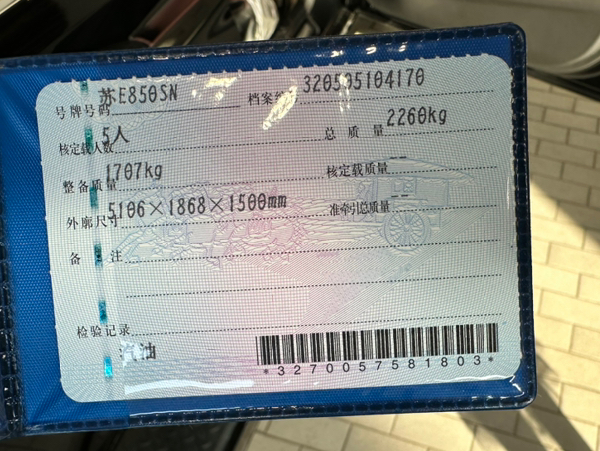 号牌号码 苏E850SN 档案编号 320505104170
核定载人数 5人 总质量 2260kg
整备质量 1707kg 核定载质量 --
外廓尺寸 5106×1868×1500mm 准牵引总质量 --
备注
检验记录
汽油
*3270057581803*